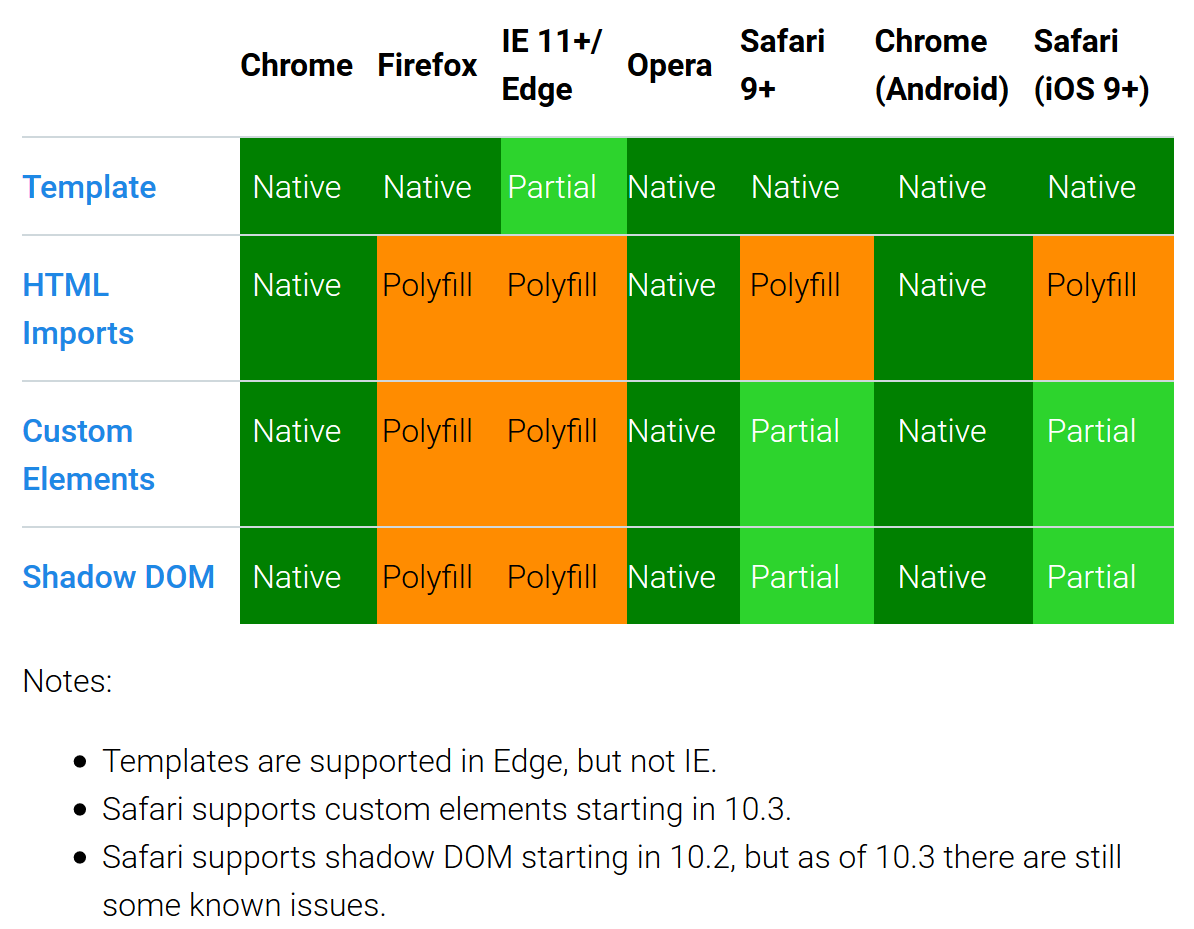 Chrome Firefox IE 11+/ Edge Opera Safari 9+ Chrome (Android) Safari (iOS 9+)
Template Native Native Partial Native Native Native Native
HTML Imports Native Polyfill Polyfill Native Polyfill Native Polyfill
Custom Elements Native Polyfill Polyfill Native Partial Native Partial
Shadow DOM Native Polyfill Polyfill Native Partial Native Partial
Notes:
• Templates are supported in Edge, but not IE.
• Safari supports custom elements starting in 10.3.
• Safari supports shadow DOM starting in 10.2, but as of 10.3 there are still
some known issues.